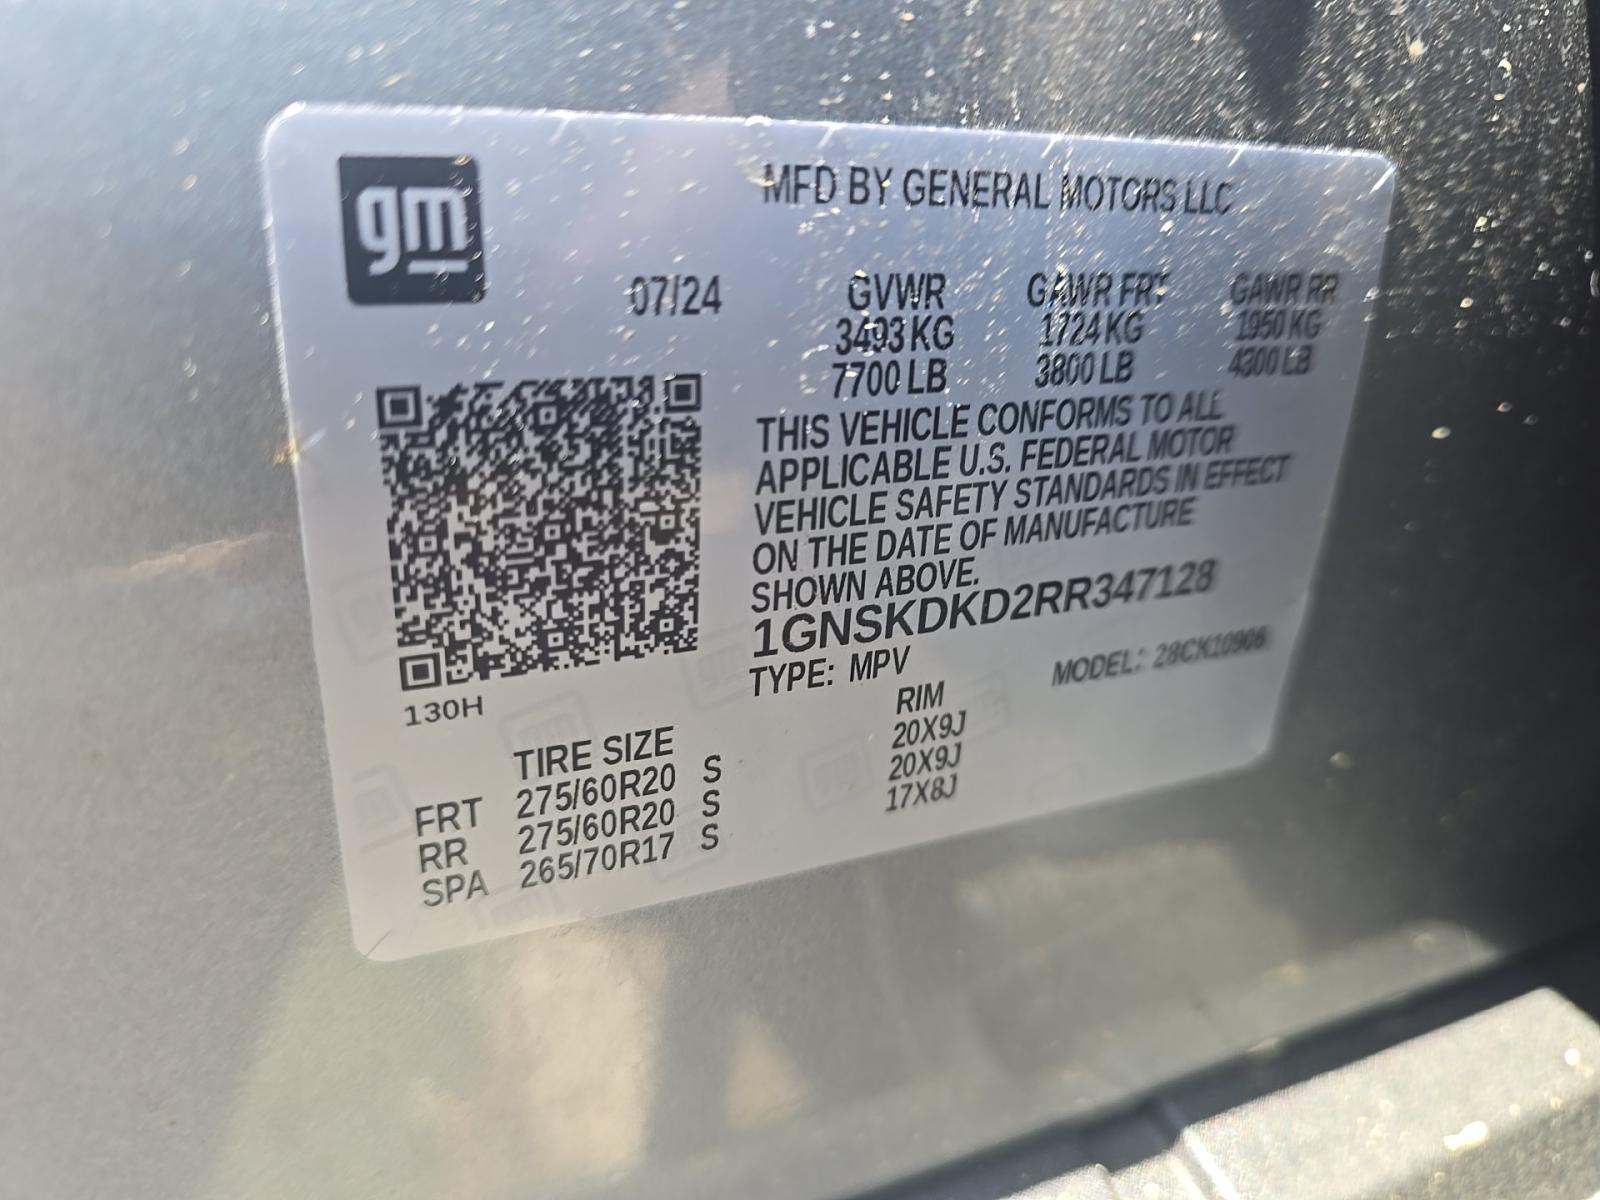 gm
MFD BY GENERAL MOTORS LLC
07/24
GVWR GAWR FRT GAWR RR
3493 KG 1724 KG 1950 KG
7700 LB 3800 LB 4300 LB
THIS VEHICLE CONFORMS TO ALL
APPLICABLE U.S. FEDERAL MOTOR
VEHICLE SAFETY STANDARDS IN EFFECT
ON THE DATE OF MANUFACTURE
SHOWN ABOVE.
1GNSKDKD2RR347128
TYPE: MPV MODEL: 28CK10906
130H
TIRE SIZE RIM
FRT 275/60R20 S 20X9J
RR 275/60R20 S 20X9J
SPA 265/70R17 S 17X8J